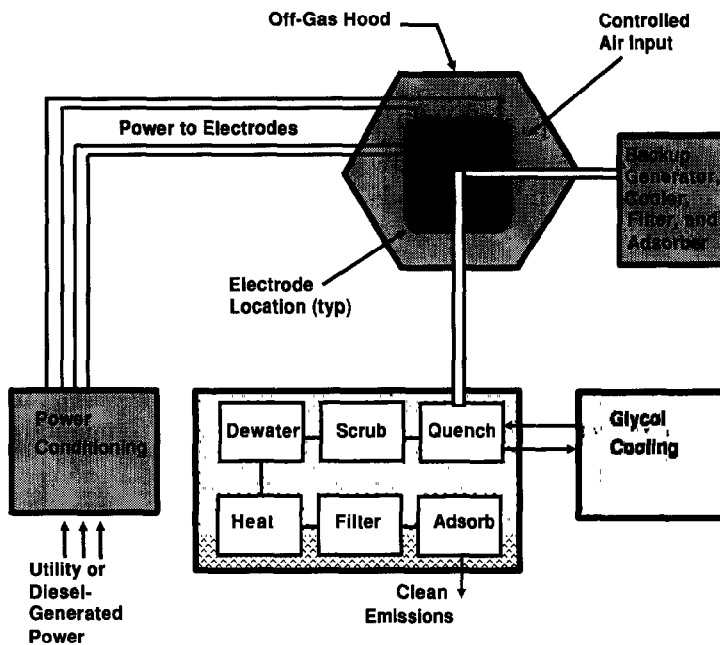 Off-Gas Hood
Controlled
Air Input
Power to Electrodes
Backup
Generator,
Cooler,
Filter, and
Adsorber
Electrode
Location (typ)
Power
Conditioning
Dewater
Scrub
Quench
Glycol
Cooling
Heat
Filter
Adsorb
Utility or
Diesel-
Generated
Power
Clean
Emissions